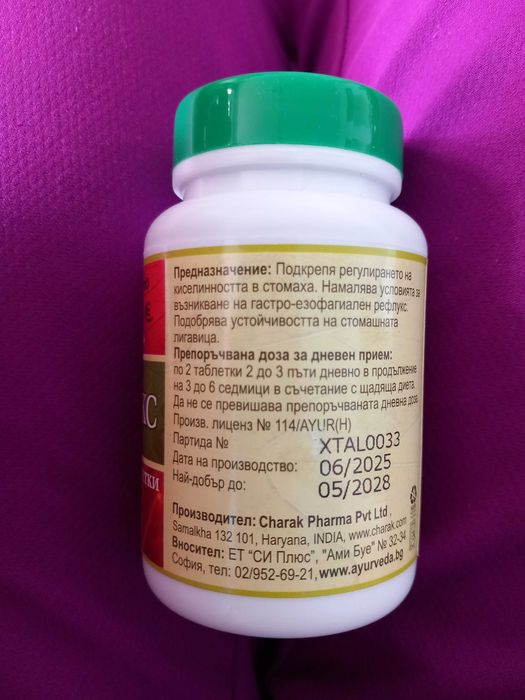 Предназначение: Подкрепя регулирането на
киселинността в стомаха. Намалява условията за
възникване на гастро-езофагиален рефлукс.
Подобрява устойчивостта на стомашната
лигавица.
Препоръчвана доза за дневен прием:
по 2 таблетки 2 до 3 пъти дневно в продължение
на 3 до 6 седмици в съчетание с щадяща диета.
Да не се превишава препоръчваната дневна доза.
Произв. лиценз № 114/AYUR(H)
Партида № XTAL0033
Дата на производство: 06/2025
Най-добър до: 05/2028
Производител: Charak Pharma Pvt Ltd ,
Samalkha 132 101, Haryana, INDIA, www.charak.com
Вносител: ЕТ “СИ Плюс”, "Ами Буе" № 32-34
София, тел: 02/952-69-21, www.ayurveda.bg